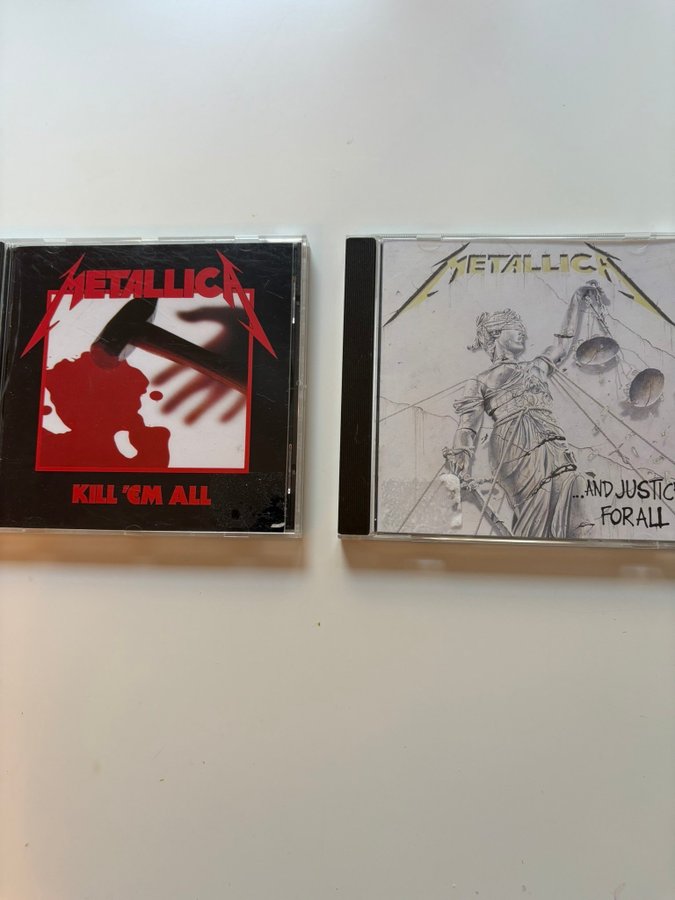 METALLICA
KILL 'EM ALL
METALLICA
...AND JUSTICE
FOR ALL